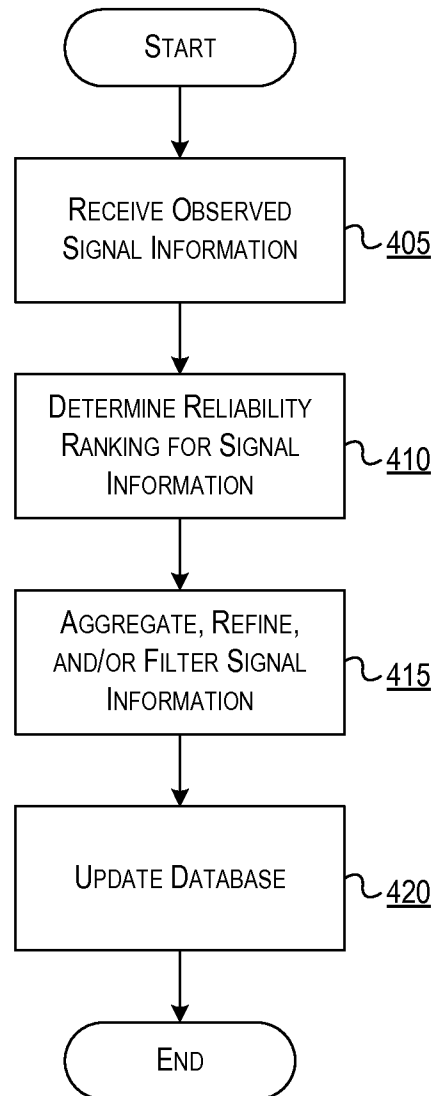 START
RECEIVE OBSERVED
SIGNAL INFORMATION
405
DETERMINE RELIABILITY
RANKING FOR SIGNAL
INFORMATION
410
AGGREGATE, REFINE,
AND/OR FILTER SIGNAL
INFORMATION
415
UPDATE DATABASE
420
END